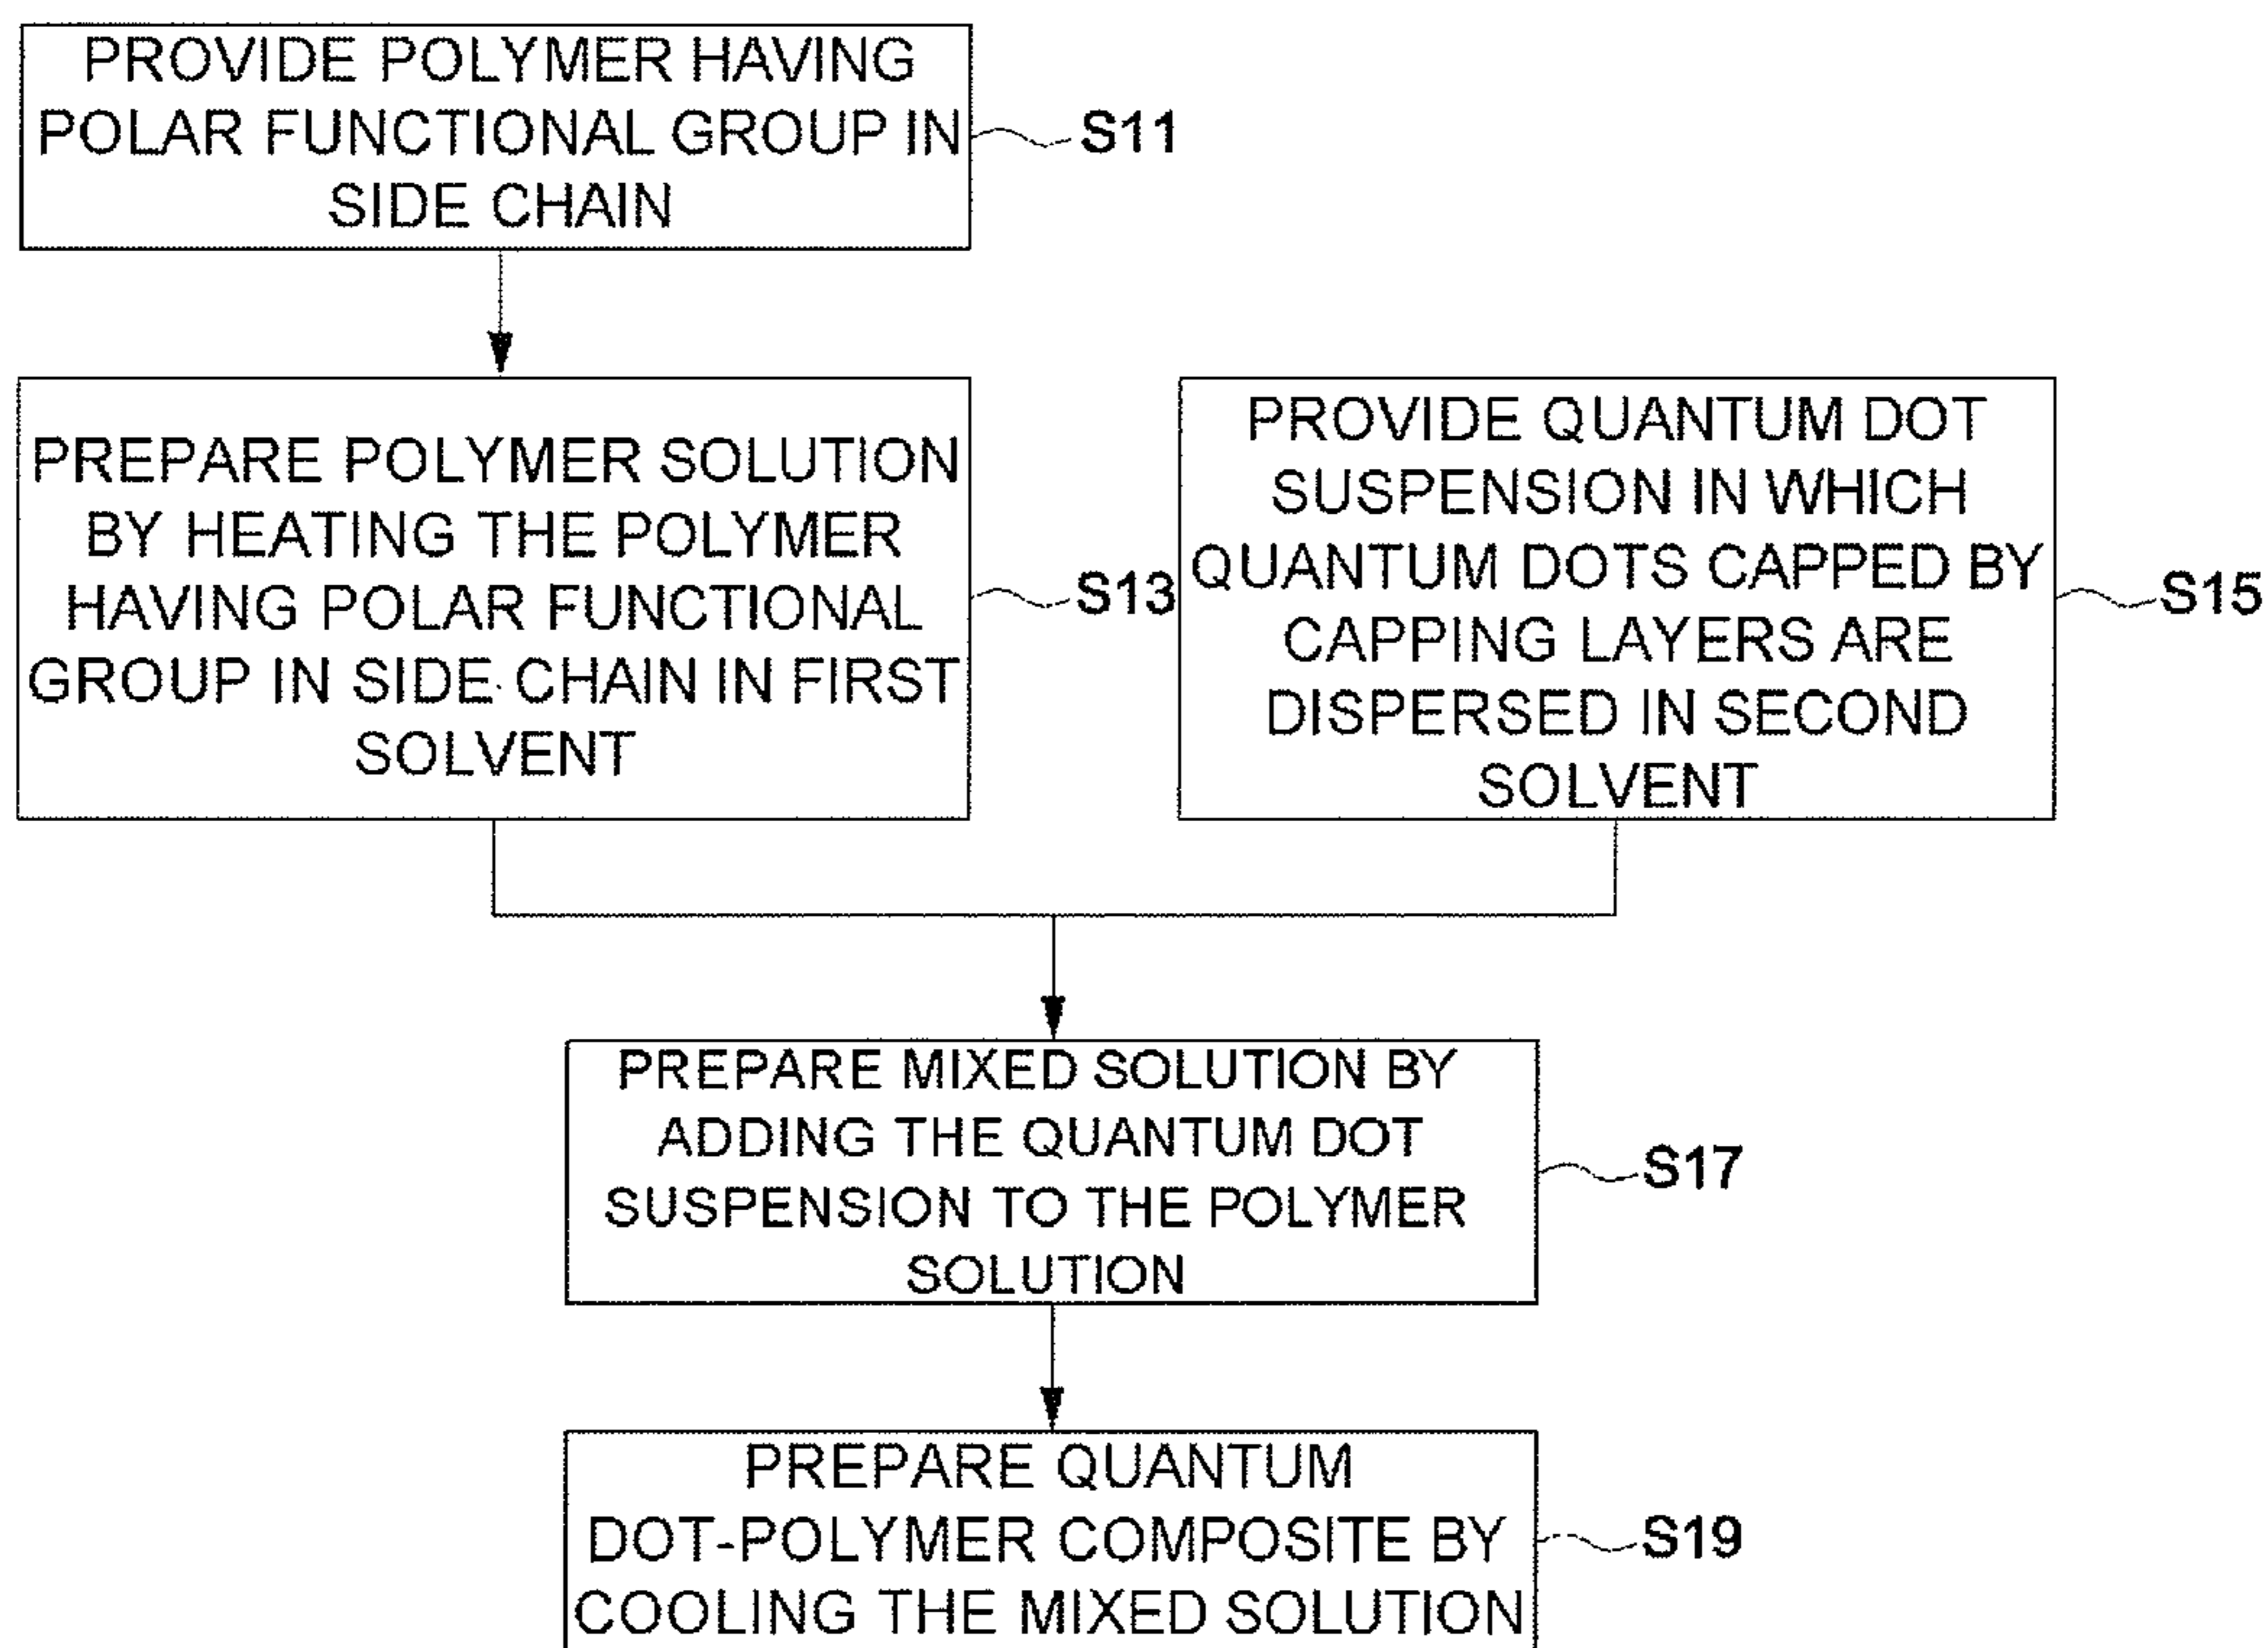 PROVIDE POLYMER HAVING
POLAR FUNCTIONAL GROUP IN
SIDE CHAIN
S11
PREPARE POLYMER SOLUTION
BY HEATING THE POLYMER
HAVING POLAR FUNCTIONAL
GROUP IN SIDE CHAIN IN FIRST
SOLVENT
S13
PROVIDE QUANTUM DOT
SUSPENSION IN WHICH
QUANTUM DOTS CAPPED BY
CAPPING LAYERS ARE
DISPERSED IN SECOND
SOLVENT
S15
PREPARE MIXED SOLUTION BY
ADDING THE QUANTUM DOT
SUSPENSION TO THE POLYMER
SOLUTION
S17
PREPARE QUANTUM
DOT-POLYMER COMPOSITE BY
COOLING THE MIXED SOLUTION
S19